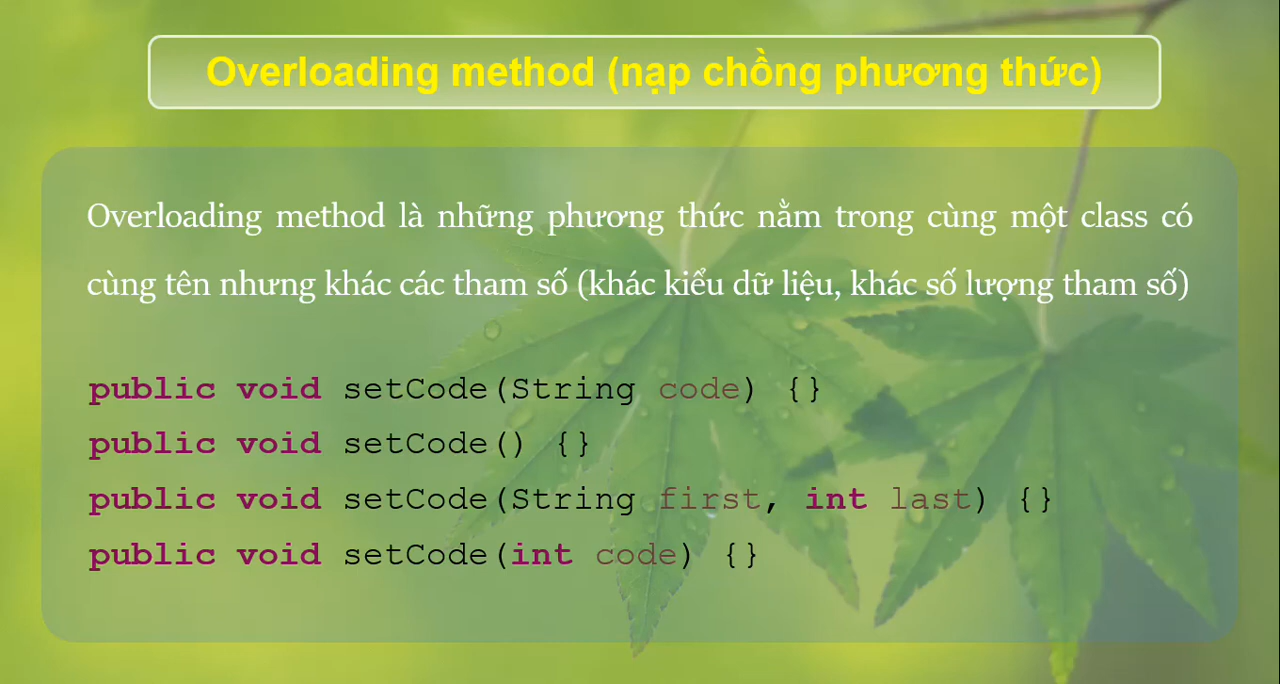 Overloading method (nạp chồng phương thức)
Overloading method là những phương thức nằm trong cùng một class có
cùng tên nhưng khác các tham số (khác kiểu dữ liệu, khác số lượng tham số)
public void setCode(String code) {}
public void setCode() {}
public void setCode(String first, int last) {}
public void setCode(int code) {}